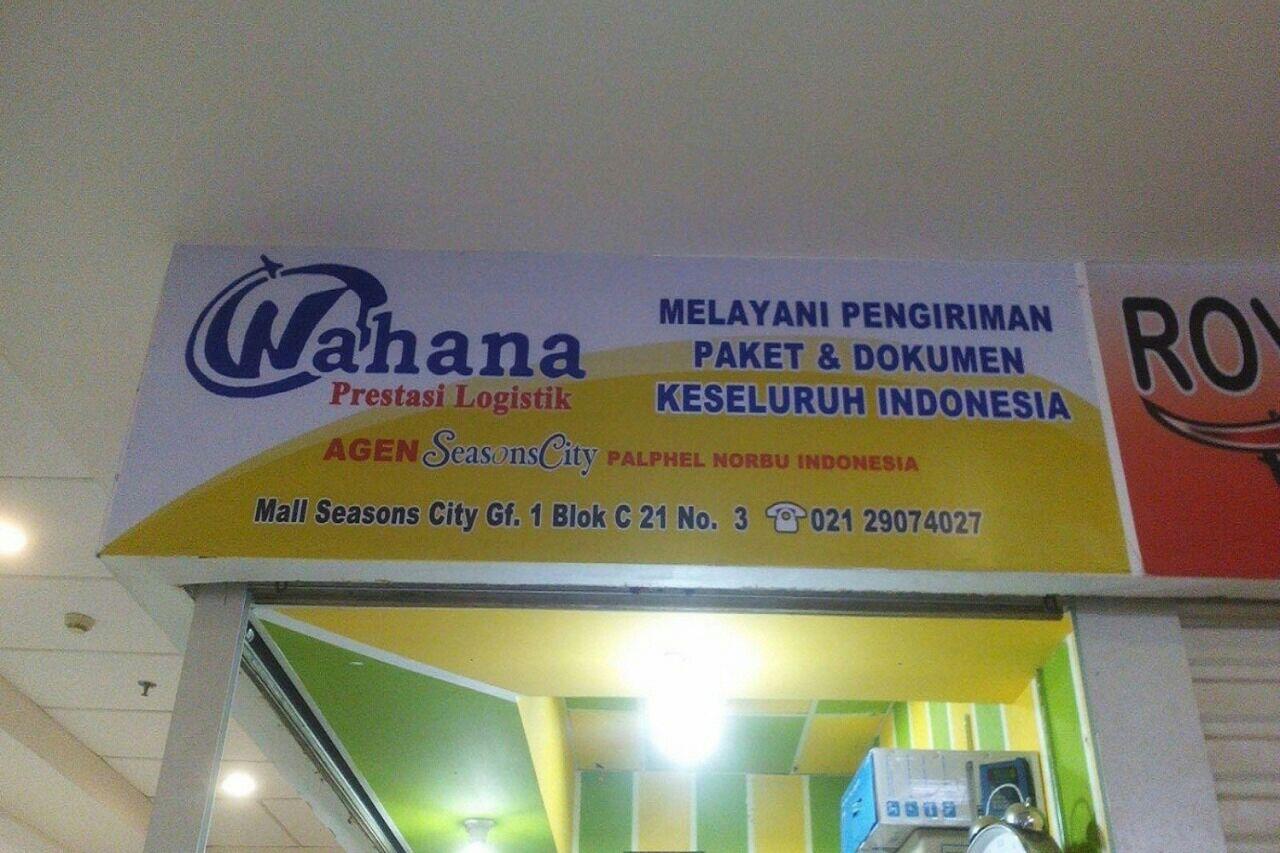 Wahana
Prestasi Logistik
MELAYANI PENGIRIMAN
PAKET & DOKUMEN
KESELURUH INDONESIA
AGEN SeasonsCity PALPHEL NORBU INDONESIA
Mall Seasons City Gf. 1 Blok C 21 No. 3 ☎021 29074027